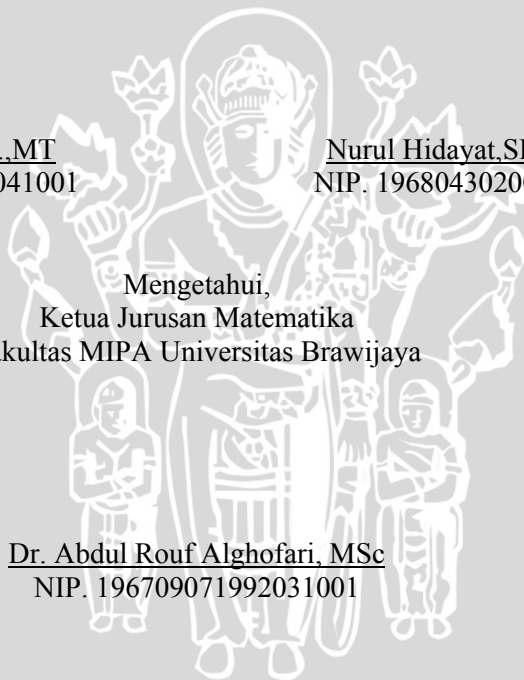 .,MT
Nurul Hidayat,S
041001
NIP. 1968043020
Mengetahui,
Ketua Jurusan Matematika
akultas MIPA Universitas Brawijaya
Dr. Abdul Rouf Alghofari, MSc
NIP. 196709071992031001